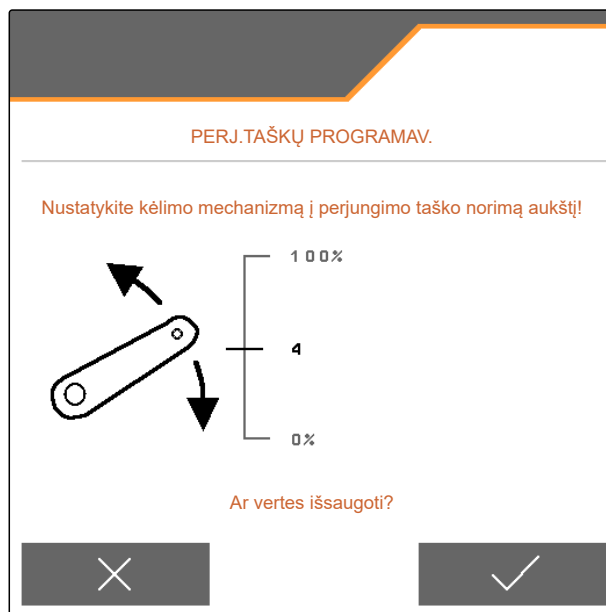 PERJ.TAŠKŲ PROGRAMAV.
Nustatykite kėlimo mechanizmą į perjungimo taško norimą aukštį!
100%
4
0%
Ar vertes išsaugoti?